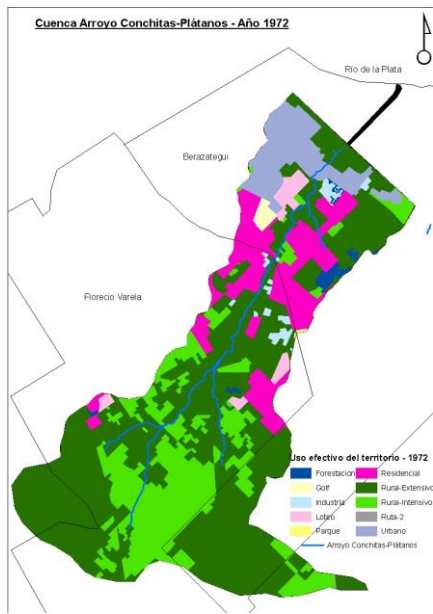 Cuenca Arroyo Conchitas-Plátanos - Año 1972
Río de la Plata
Berazategui
Florecio Varela
Uso efectivo del territorio - 1972
Forestacion
Residencial
Golf
Rural-Extensivo
Industria
Rural-Intensivo
Loteo
Ruta-2
Parque
Urbano
Arroyo Conchitas-Plátanos